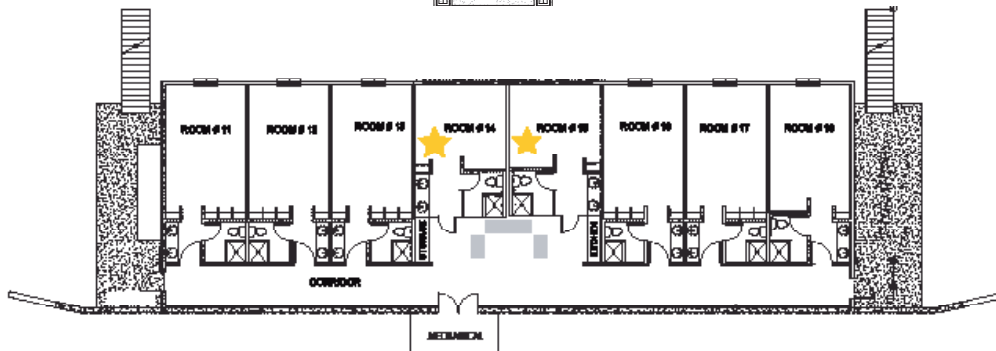 ROOM # 11
ROOM # 12
ROOM # 13
ROOM # 14
ROOM # 15
ROOM # 16
ROOM # 17
ROOM # 18
STORAGE
KITCHEN
CORRIDOR
MECHANICAL